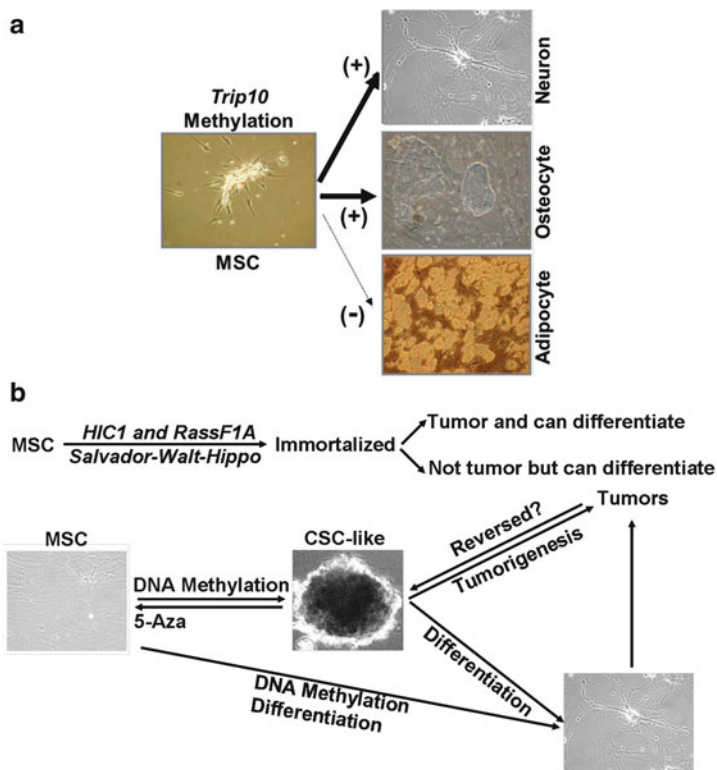 a
Trip10
Methylation
MSC
(+)
(+)
(-)
Neuron
Osteocyte
Adipocyte
b
MSC
HIC1 and RassF1A
Salvador-Walt-Hippo
Immortalized
Tumor and can differentiate
Not tumor but can differentiate
MSC
DNA Methylation
5-Aza
CSC-like
Reversed?
Tumorigenesis
Tumors
Differentiation
DNA Methylation
Differentiation